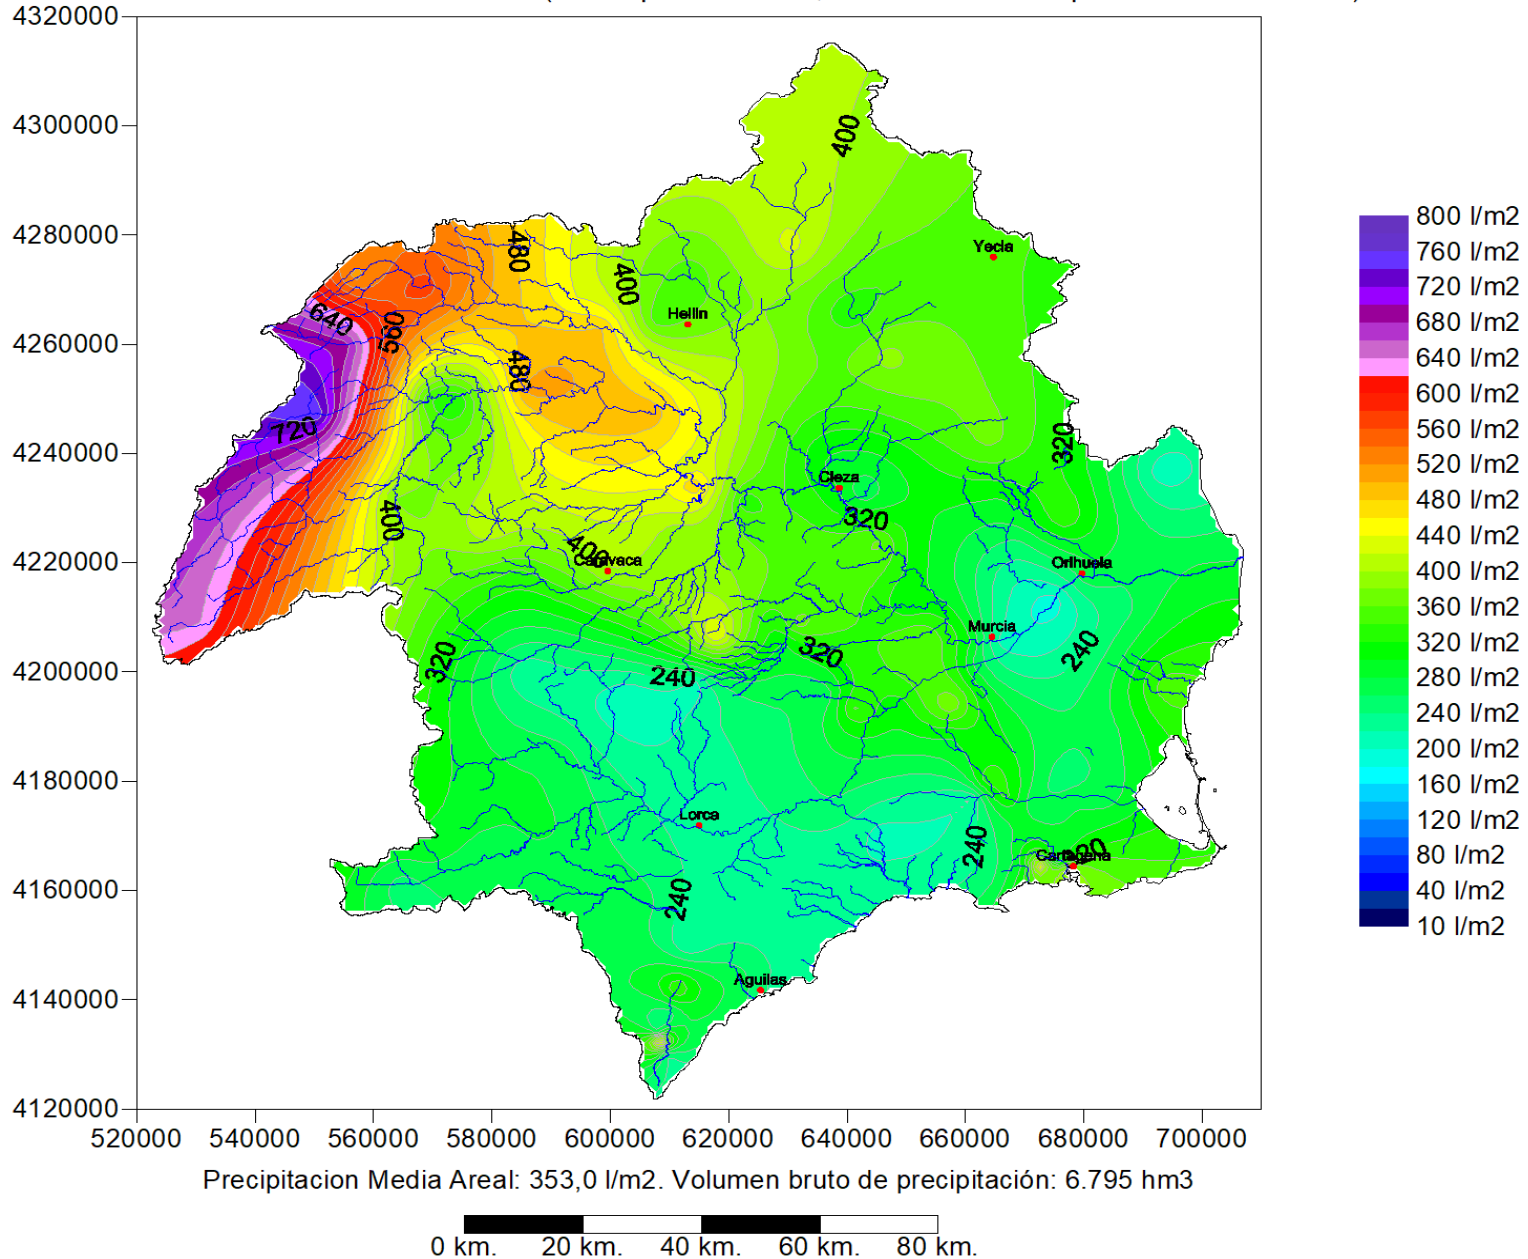 4320000
4300000
4280000
4260000
4240000
4220000
4200000
4180000
4160000
4140000
4120000
520000 540000 560000 580000 600000 620000 640000 660000 680000 700000
400
Yecla
480
400
Hellin
640
560
480
720
320
Cieza
320
400
400
Caravaca
Orihuela
Murcia
320
320
240
240
Lorca
240
320
Cartagena
240
Aguilas
800 l/m2
760 l/m2
720 l/m2
680 l/m2
640 l/m2
600 l/m2
560 l/m2
520 l/m2
480 l/m2
440 l/m2
400 l/m2
360 l/m2
320 l/m2
280 l/m2
240 l/m2
200 l/m2
160 l/m2
120 l/m2
80 l/m2
40 l/m2
10 l/m2
Precipitacion Media Areal: 353,0 l/m2. Volumen bruto de precipitación: 6.795 hm3
0 km. 20 km. 40 km. 60 km. 80 km.